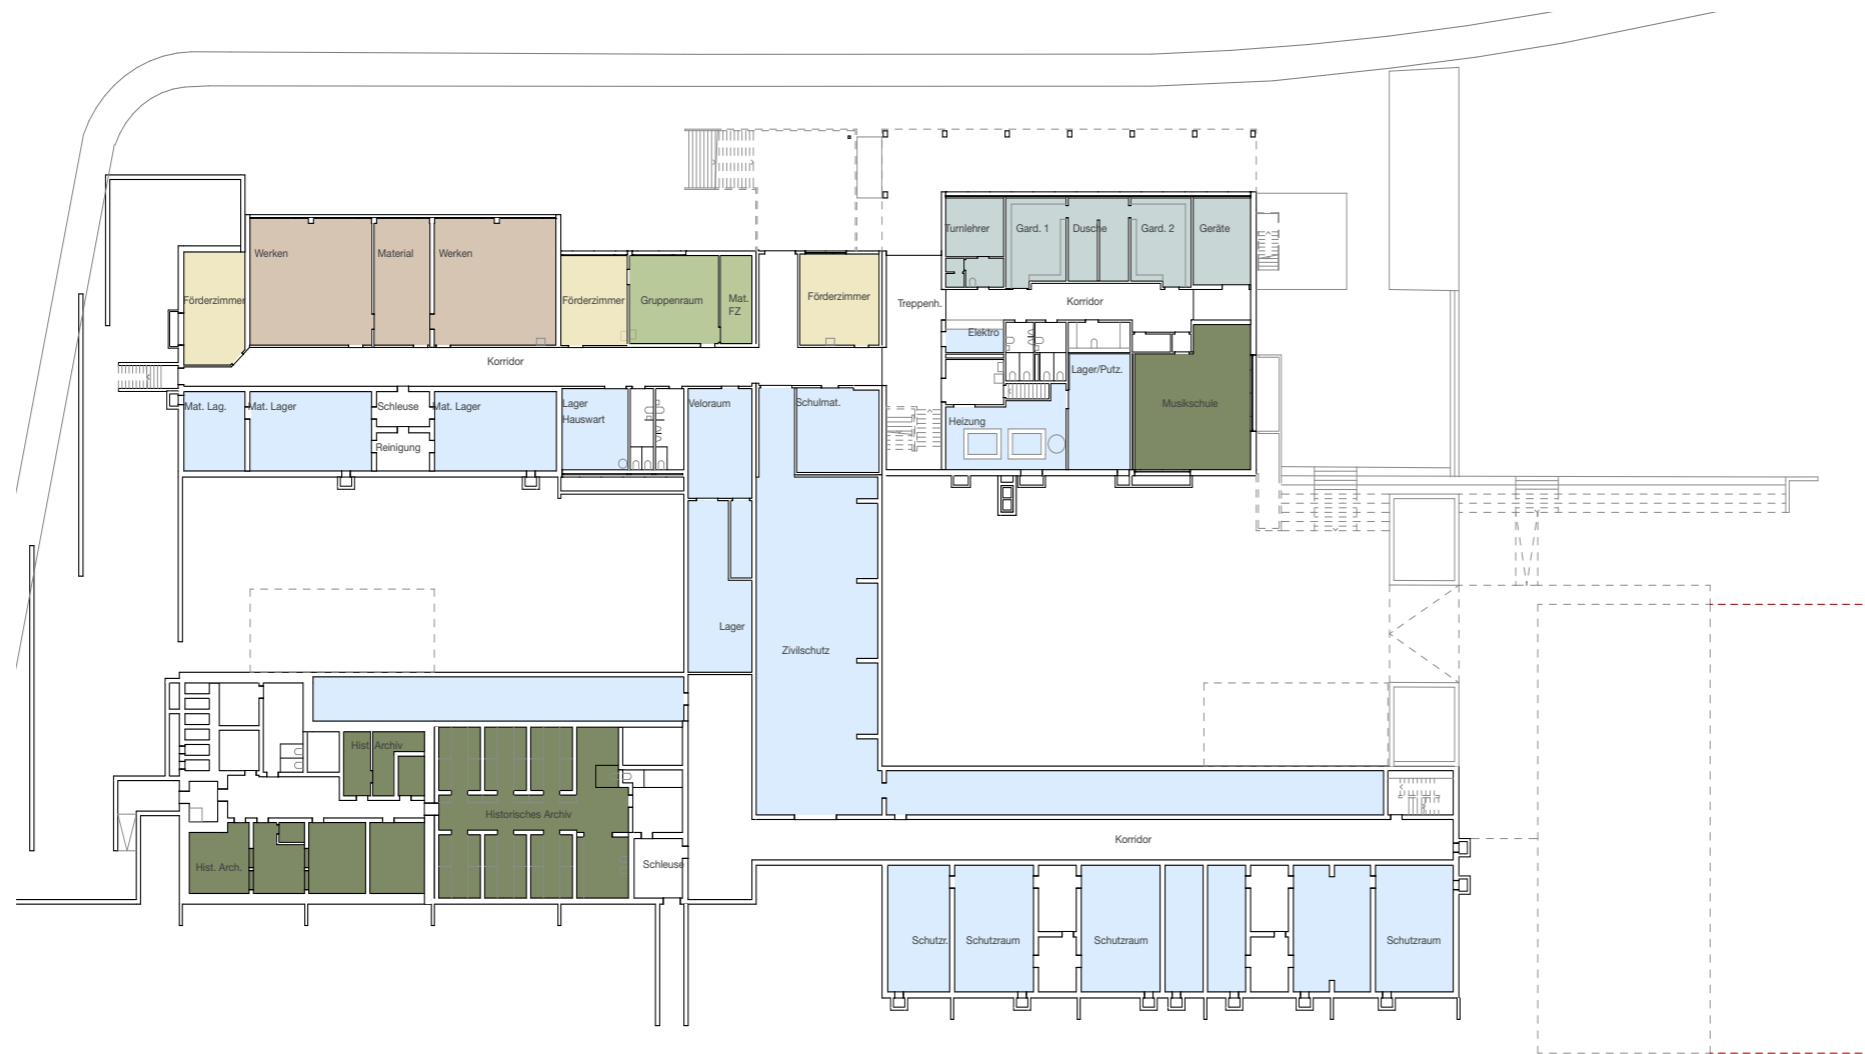 Turnlehrer
Gard. 1
Dusche
Gard. 2
Geräte
Werken
Material
Werken
Förderzimmer
Förderzimmer
Gruppenraum
Mat.
FZ
Förderzimmer
Treppenh.
Korridor
Elektro
Korridor
Lager/Putz.
Mat. Lag.
Mat. Lager
Schleuse
Mat. Lager
Lager
Hauswart
Veloraum
Schulmat.
Musikschule
Heizung
Reinigung
Lager
Zivilschutz
Hist. Archiv
Historisches Archiv
Korridor
Hist. Arch.
Schleuse
Schutzr.
Schutzraum
Schutzraum
Schutzraum